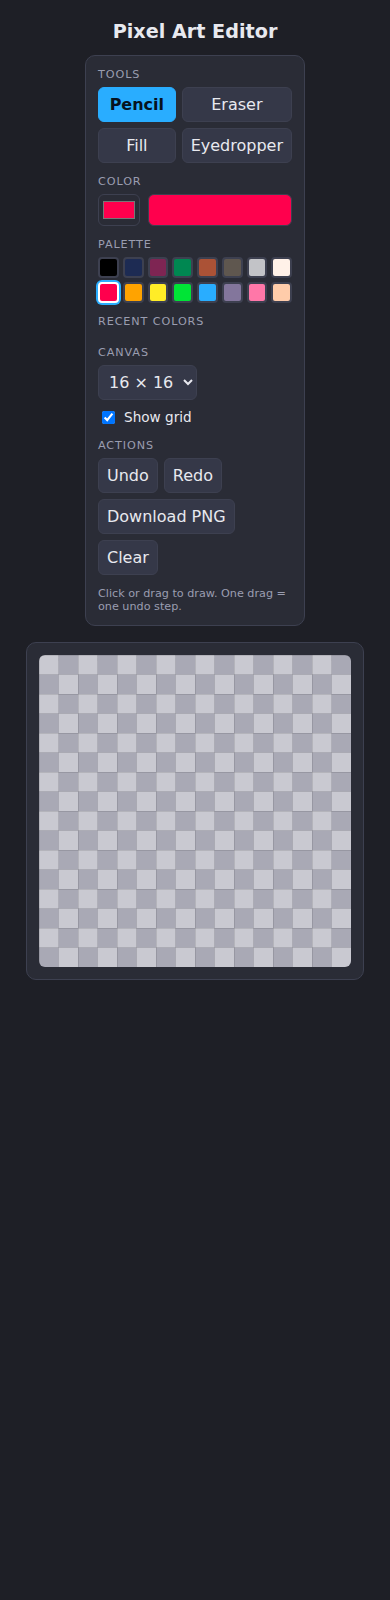 Pixel Art Editor
TOOLS
Pencil
Eraser
Fill
Eyedropper
COLOR
PALETTE
RECENT COLORS
CANVAS
16 × 16
Show grid
ACTIONS
Undo
Redo
Download PNG
Clear
Click or drag to draw. One drag =
one undo step.